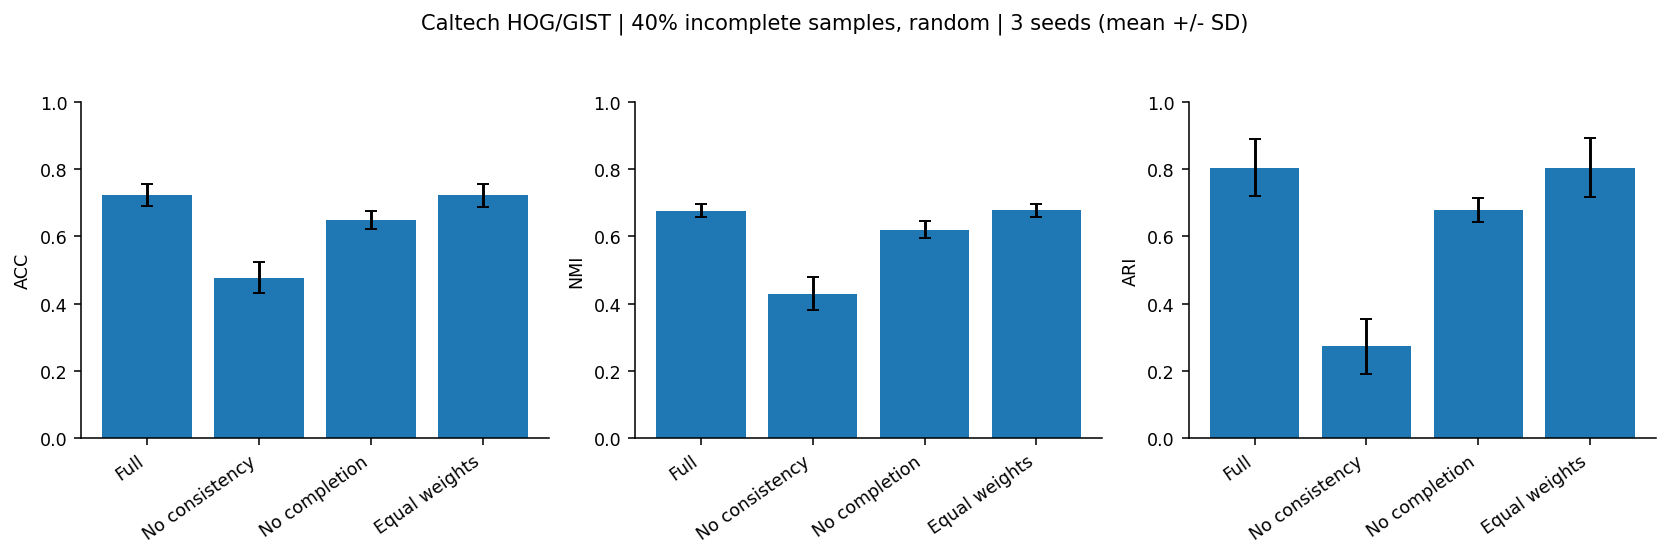 Caltech HOG/GIST | 40% incomplete samples, random | 3 seeds (mean +/- SD)
ACC
1.0
0.8
0.6
0.4
0.2
0.0
Full
No consistency
No completion
Equal weights
NMI
1.0
0.8
0.6
0.4
0.2
0.0
Full
No consistency
No completion
Equal weights
ARI
1.0
0.8
0.6
0.4
0.2
0.0
Full
No consistency
No completion
Equal weights